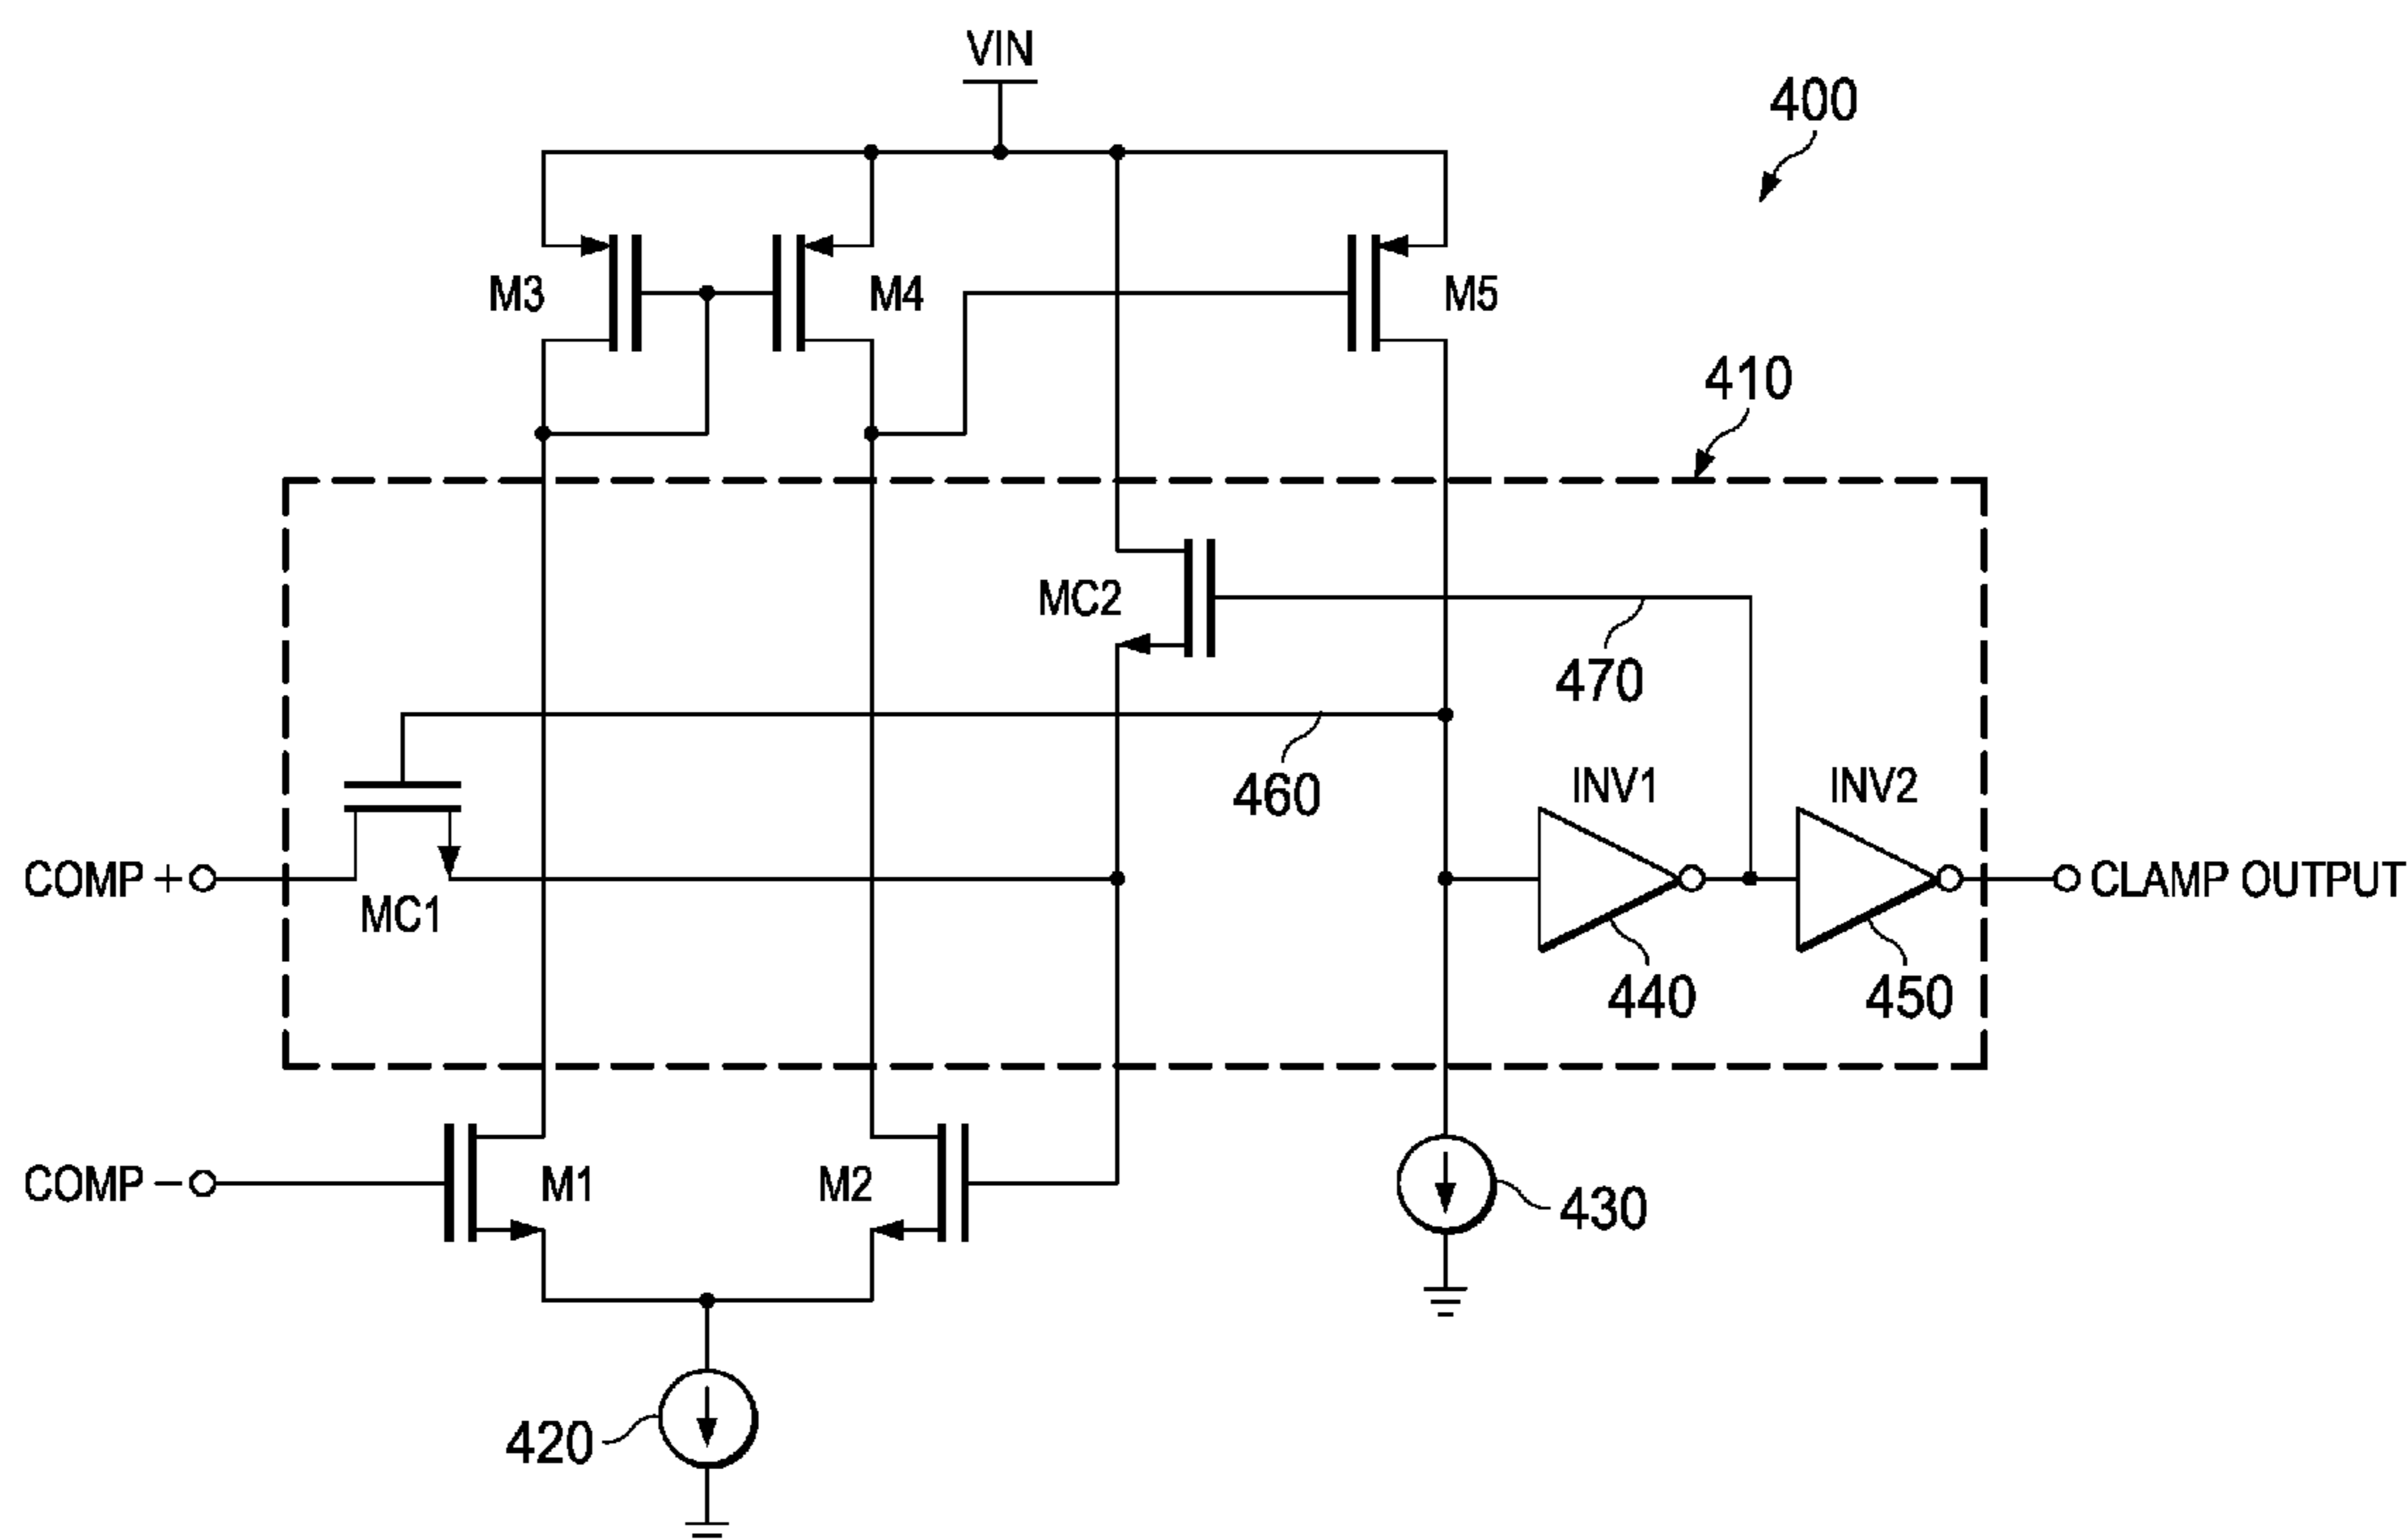 VIN
400
M3
M4
M5
410
MC2
470
460
INV1
INV2
COMP +
MC1
CLAMP OUTPUT
440
450
COMP −
M1
M2
430
420